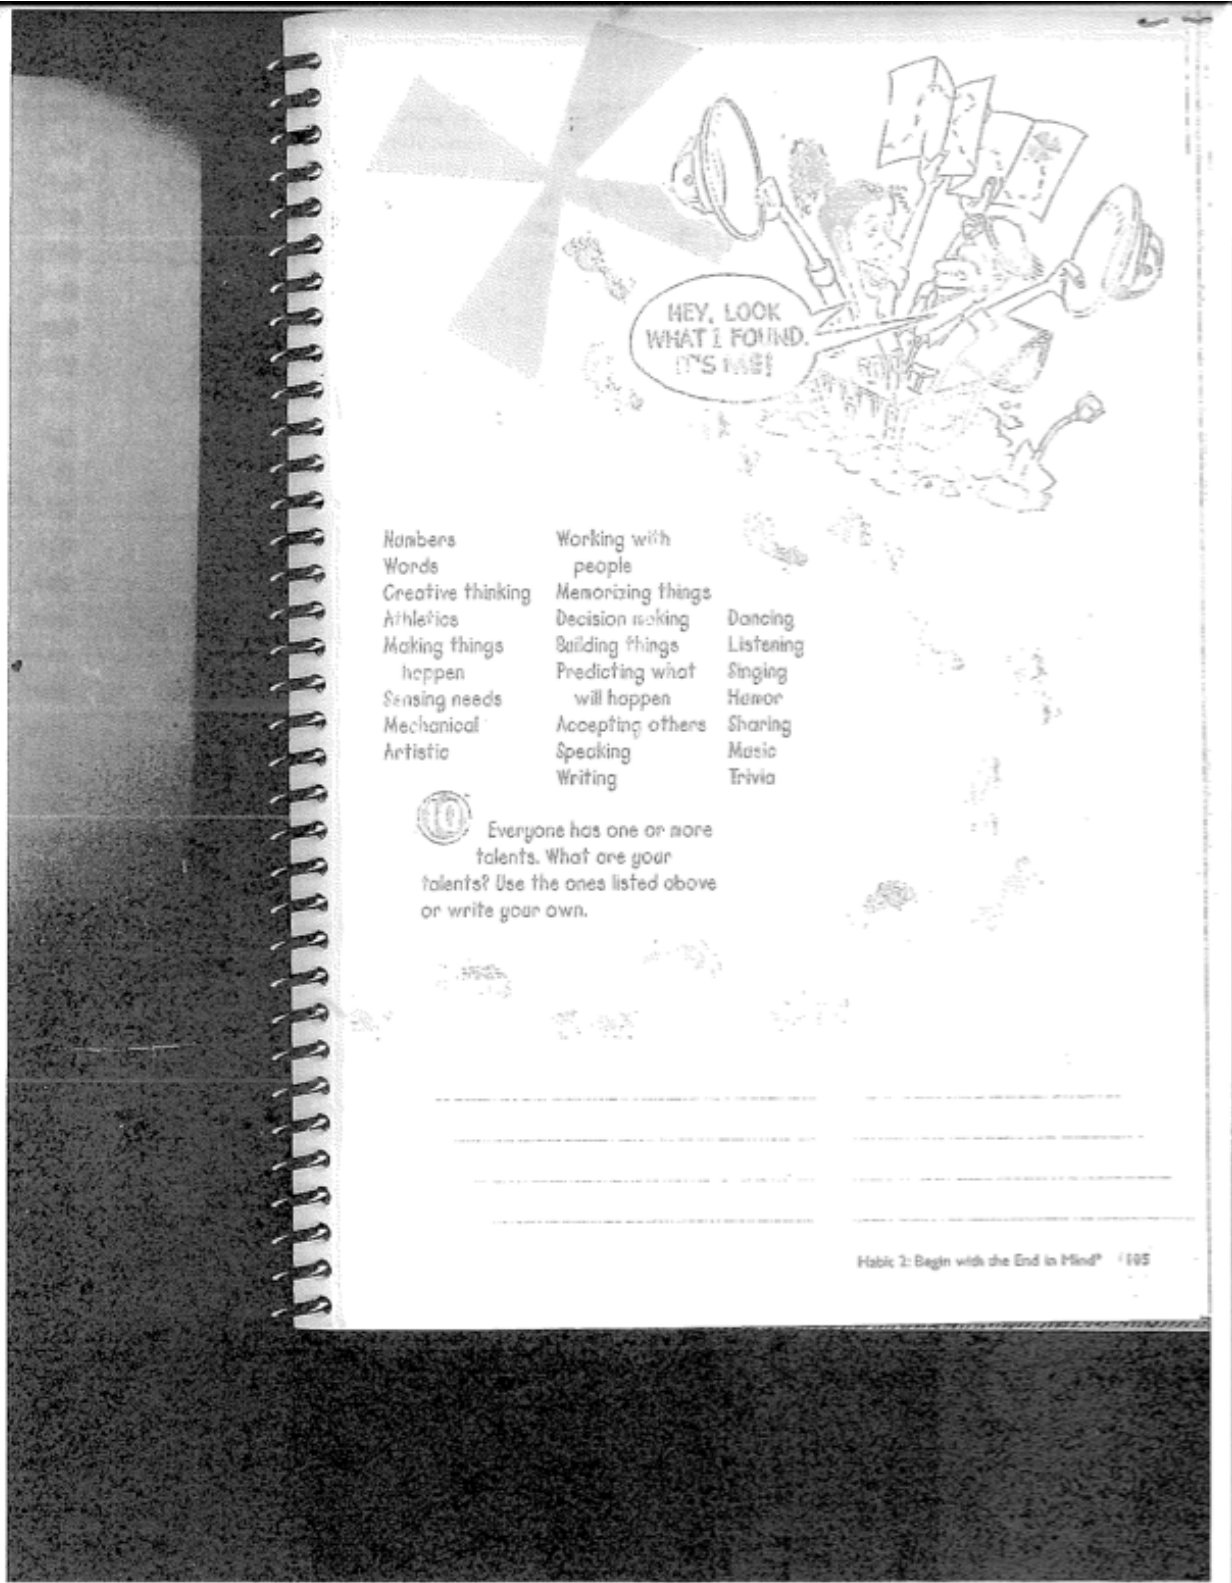 HEY, LOOK
WHAT I FOUND.
IT'S ME!
Numbers
Words
Creative thinking
Athletics
Making things
happen
Sensing needs
Mechanical
Artistic
Working with
people
Memorizing things
Decision making
Building things
Predicting what
will happen
Accepting others
Speaking
Writing
Dancing
Listening
Singing
Humor
Sharing
Music
Trivia
10 Everyone has one or more
talents. What are your
talents? Use the ones listed above
or write your own.
Habit 2: Begin with the End in Mind® 105